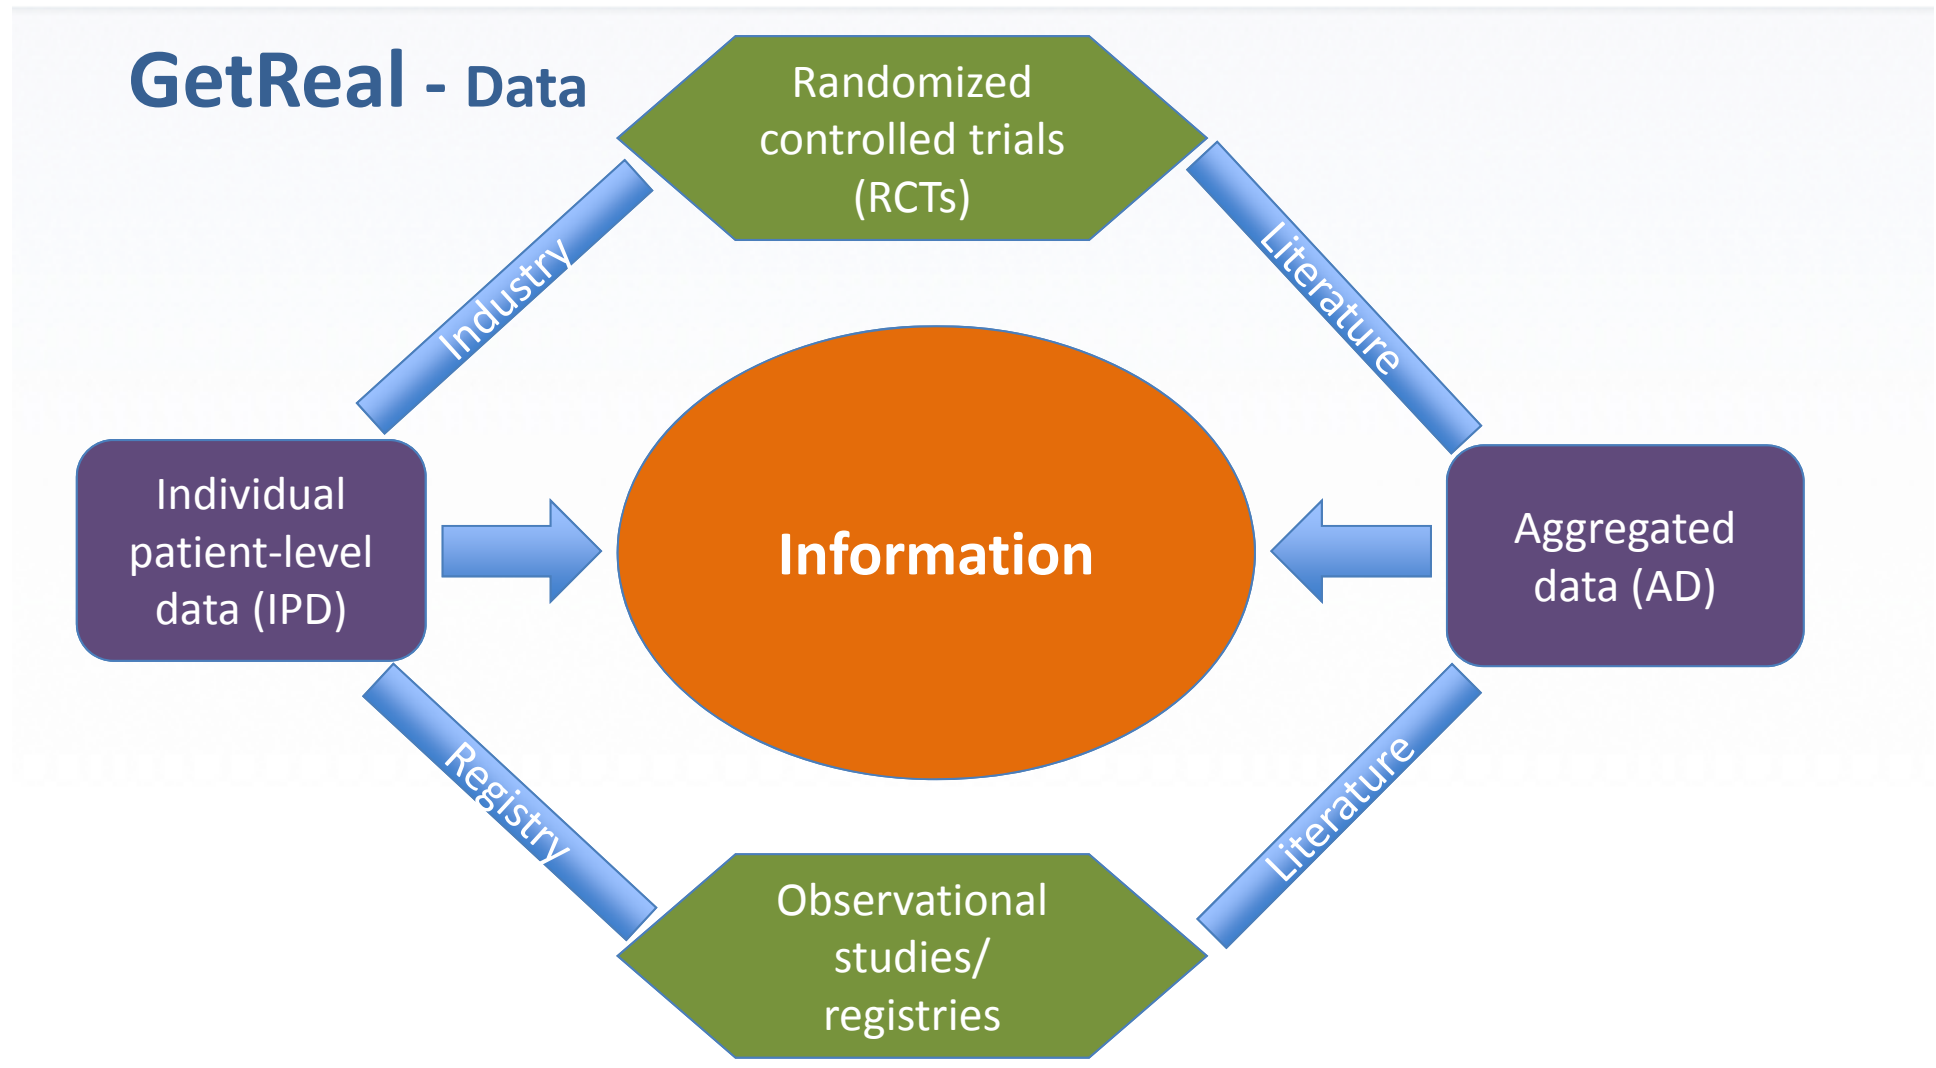 GetReal - Data
Randomized
controlled trials
(RCTs)
Industry
Literature
Individual
patient-level
data (IPD)
Information
Aggregated
data (AD)
Registry
Literature
Observational
studies/
registries